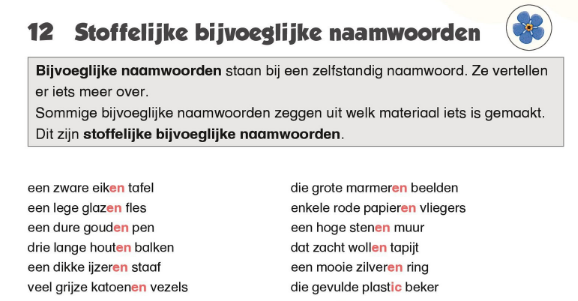 12 Stoffelijke bijvoeglijke naamwoorden
Bijvoeglijke naamwoorden staan bij een zelfstandig naamwoord. Ze vertellen
er iets meer over.
Sommige bijvoeglijke naamwoorden zeggen uit welk materiaal iets is gemaakt.
Dit zijn stoffelijke bijvoeglijke naamwoorden.
een zware eiken tafel
een lege glazen fles
een dure gouden pen
drie lange houten balken
een dikke ijzeren staaf
veel grijze katoenen vezels
die grote marmeren beelden
enkele rode papieren vliegers
een hoge stenen muur
dat zacht wollen tapijt
een mooie zilveren ring
die gevulde plastic beker